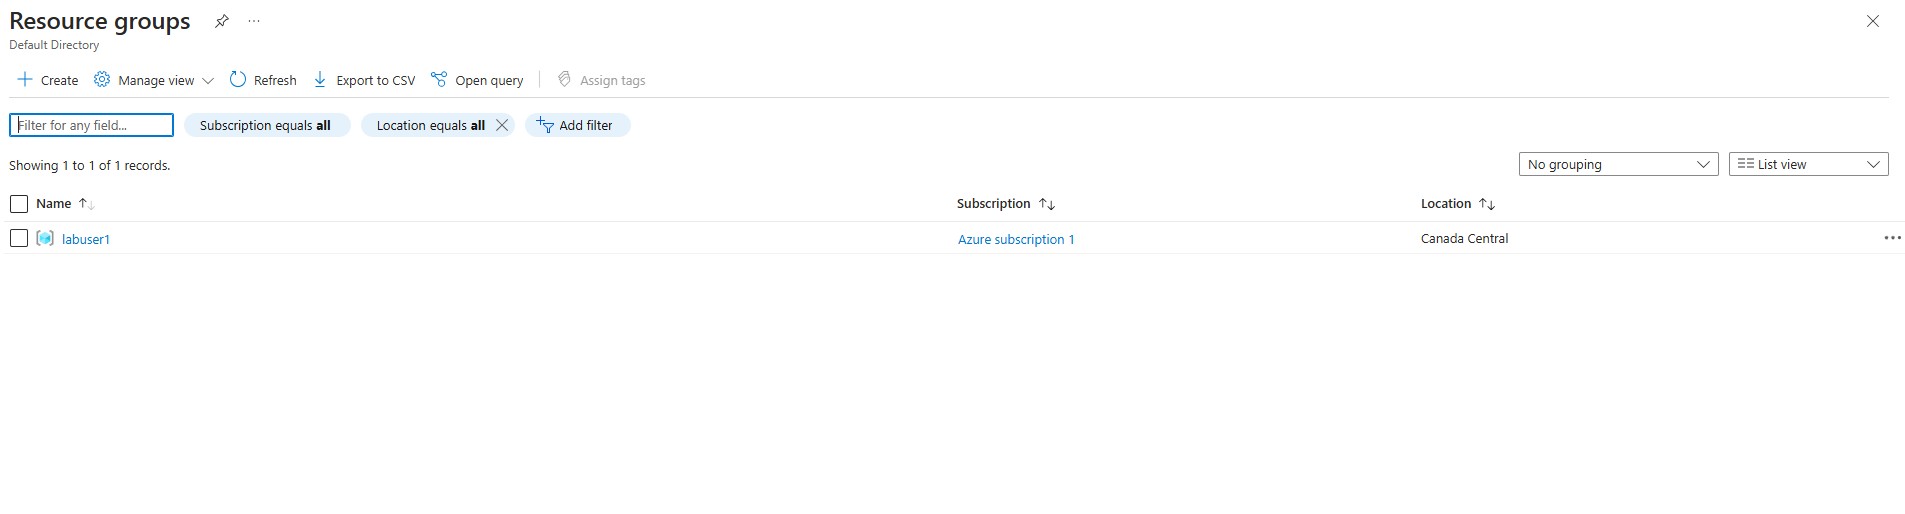 Resource groups
Default Directory
Create Manage view Refresh Export to CSV Open query Assign tags
Filter for any field... Subscription equals all Location equals all Add filter
Showing 1 to 1 of 1 records. No grouping List view
Name Subscription Location
labuser1 Azure subscription 1 Canada Central